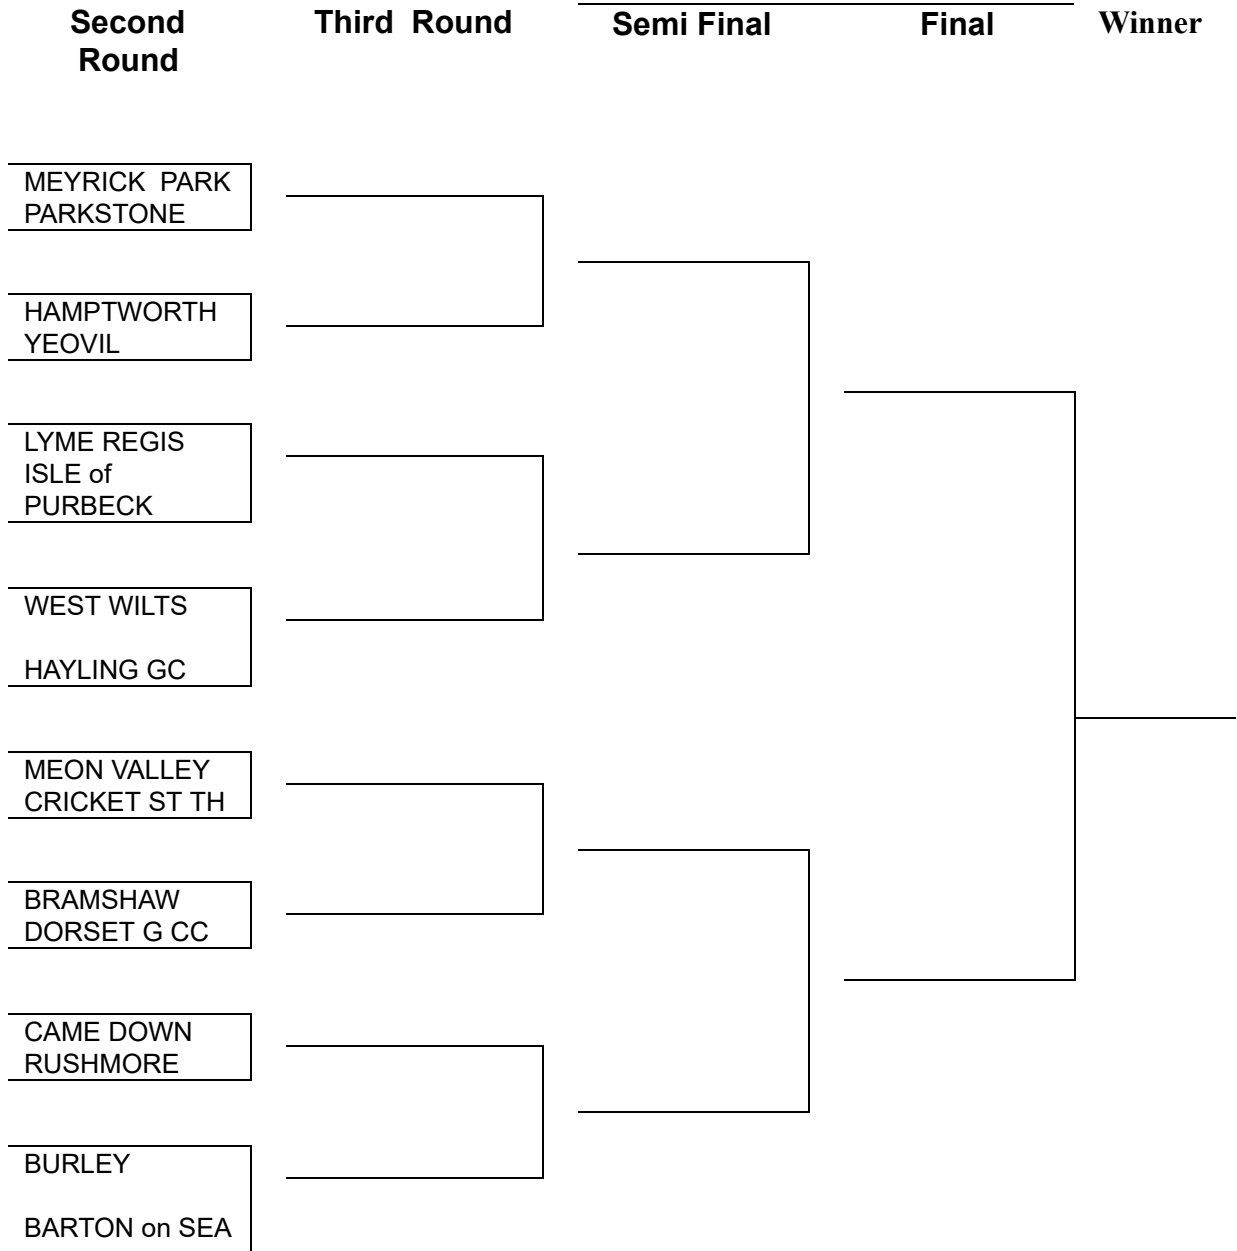 Second Round
Third Round
Semi Final
Final
Winner
MEYRICK PARK
PARKSTONE
HAMPTWORTH
YEOVIL
LYME REGIS
ISLE of
PURBECK
WEST WILTS
HAYLING GC
MEON VALLEY
CRICKET ST TH
BRAMSHAW
DORSET G CC
CAME DOWN
RUSHMORE
BURLEY
BARTON on SEA